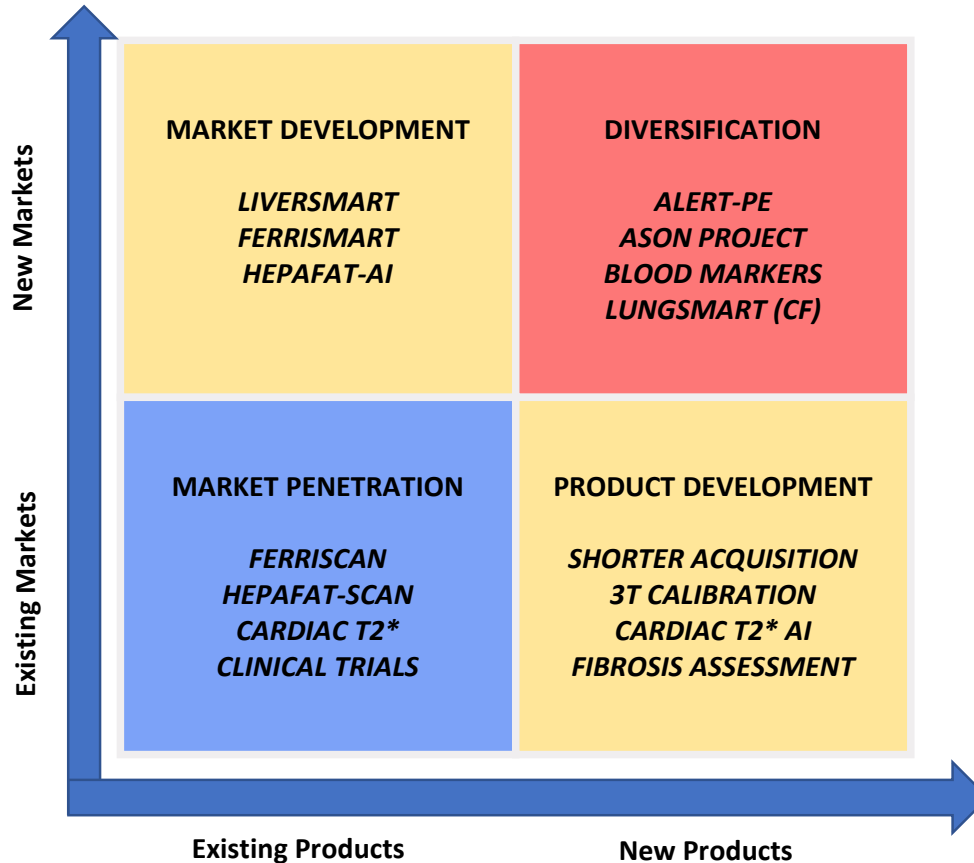 New Markets
MARKET DEVELOPMENT
LIVERSMART
FERRISMART
HEPAFAT-AI
DIVERSIFICATION
ALERT-PE
ASON PROJECT
BLOOD MARKERS
LUNGSMART (CF)
Existing Markets
MARKET PENETRATION
FERRISCAN
HEPAFAT-SCAN
CARDIAC T2*
CLINICAL TRIALS
PRODUCT DEVELOPMENT
SHORTER ACQUISITION
3T CALIBRATION
CARDIAC T2* AI
FIBROSIS ASSESSMENT
Existing Products
New Products